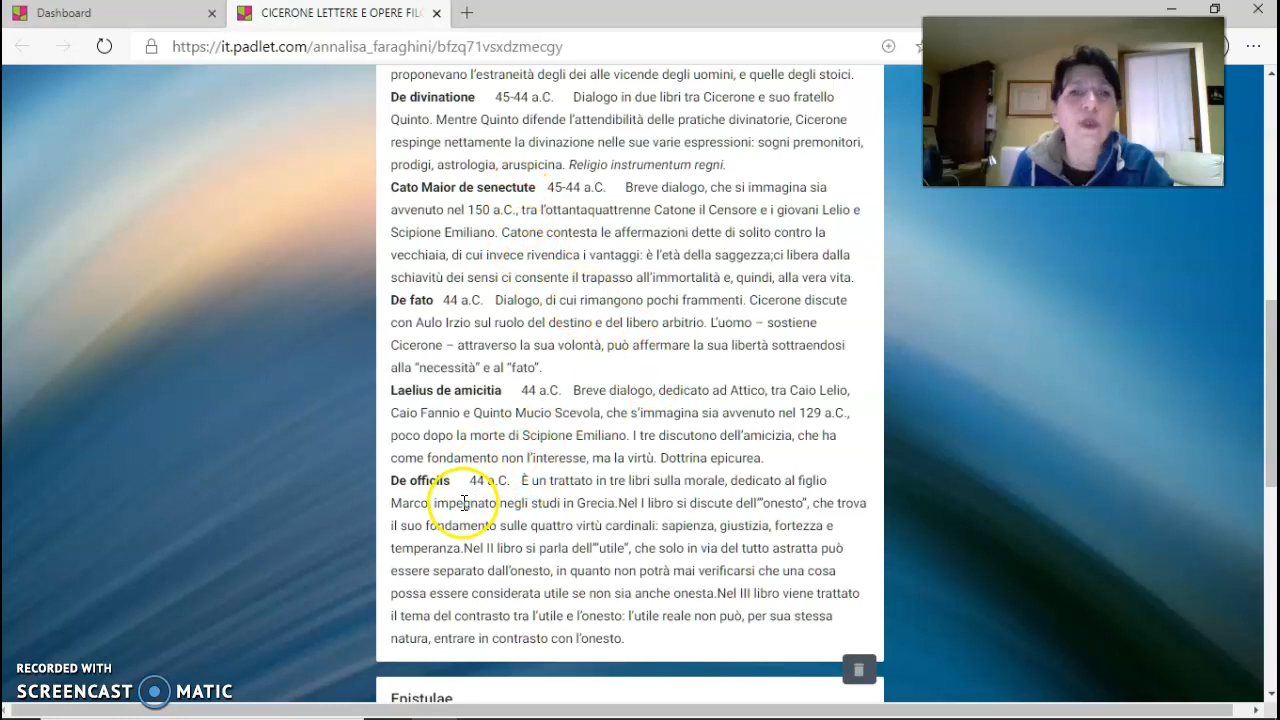 Dashboard
CICERONE LETTERE E OPERE FILO
https://it.padlet.com/annalisa_faraghini/bfzq71vsxdzmecgy
proponevano l'estraneità degli dei alle vicende degli uomini, e quelle degli stoici.
De divinatione 45-44 a.C. Dialogo in due libri tra Cicerone e suo fratello
Quinto. Mentre Quinto difende l'attendibilità delle pratiche divinatorie, Cicerone
respinge nettamente la divinazione nelle sue varie espressioni: sogni premonitori,
prodigi, astrologia, aruspicina. Religio instrumentum regni.
Cato Maior de senectute 45-44 a.C. Breve dialogo, che si immagina sia
avvenuto nel 150 a.C., tra l'ottantaquattrenne Catone il Censore e i giovani Lelio e
Scipione Emiliano. Catone contesta le affermazioni dette di solito contro la
vecchiaia, di cui invece rivendica i vantaggi: è l'età della saggezza;ci libera dalla
schiavitù dei sensi ci consente il trapasso all'immortalità e, quindi, alla vera vita.
De fato 44 a.C. Dialogo, di cui rimangono pochi frammenti. Cicerone discute
con Aulo Irzio sul ruolo del destino e del libero arbitrio. L'uomo – sostiene
Cicerone – attraverso la sua volontà, può affermare la sua libertà sottraendosi
alla "necessità" e al "fato".
Laelius de amicitia 44 a.C. Breve dialogo, dedicato ad Attico, tra Caio Lelio,
Caio Fannio e Quinto Mucio Scevola, che s'immagina sia avvenuto nel 129 a.C.,
poco dopo la morte di Scipione Emiliano. I tre discutono dell'amicizia, che ha
come fondamento non l'interesse, ma la virtù. Dottrina epicurea.
De officiis 44 a.C. È un trattato in tre libri sulla morale, dedicato al figlio
Marco, impegnato negli studi in Grecia.Nel I libro si discute dell'"onesto", che trova
il suo fondamento sulle quattro virtù cardinali: sapienza, giustizia, fortezza e
temperanza.Nel II libro si parla dell'"utile", che solo in via del tutto astratta può
essere separato dall'onesto, in quanto non potrà mai verificarsi che una cosa
possa essere considerata utile se non sia anche onesta.Nel III libro viene trattato
il tema del contrasto tra l'utile e l'onesto: l'utile reale non può, per sua stessa
natura, entrare in contrasto con l'onesto.
Epistulae
RECORDED WITH
SCREENCAST MATIC